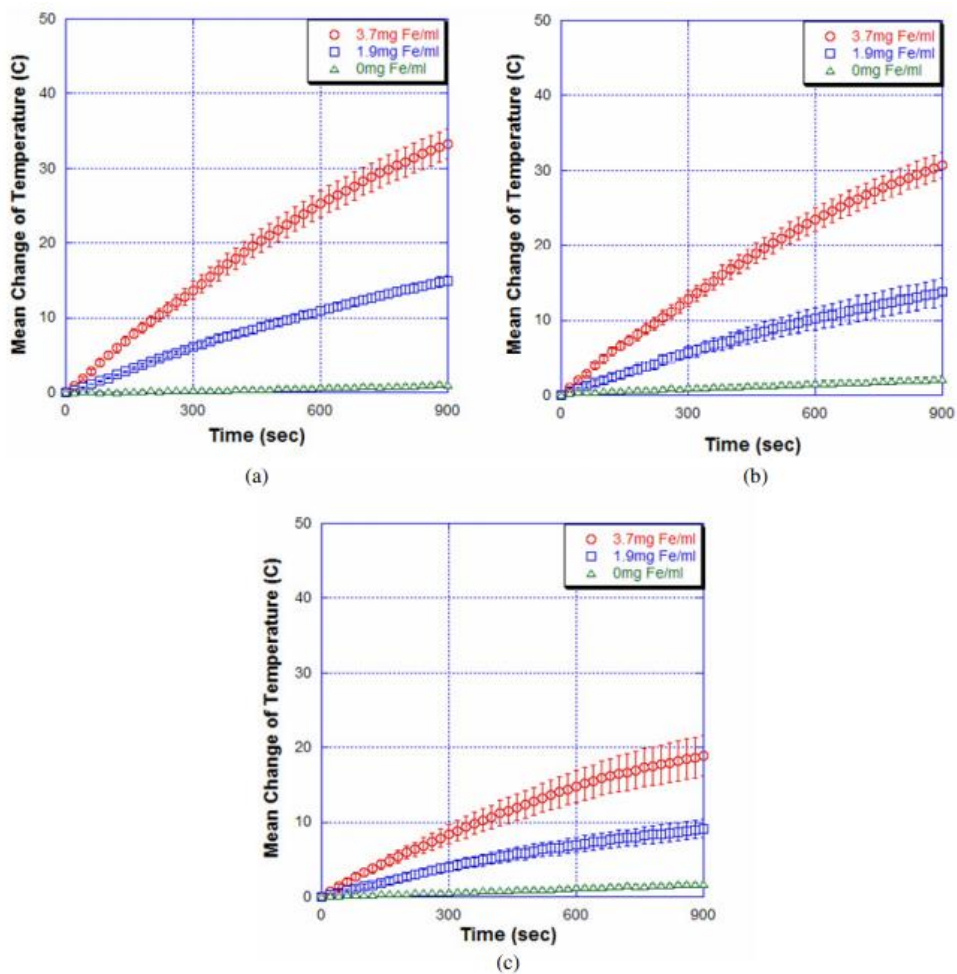 50
40
30
20
10
0
Mean Change of Temperature (C)
3.7mg Fe/ml
1.9mg Fe/ml
0mg Fe/ml
0 300 600 900
Time (sec)
(a)
50
40
30
20
10
0
Mean Change of Temperature (C)
3.7mg Fe/ml
1.9mg Fe/ml
0mg Fe/ml
0 300 600 900
Time (sec)
(b)
50
40
30
20
10
0
Mean Change of Temperature (C)
3.7mg Fe/ml
1.9mg Fe/ml
0mg Fe/ml
0 300 600 900
Time (sec)
(c)